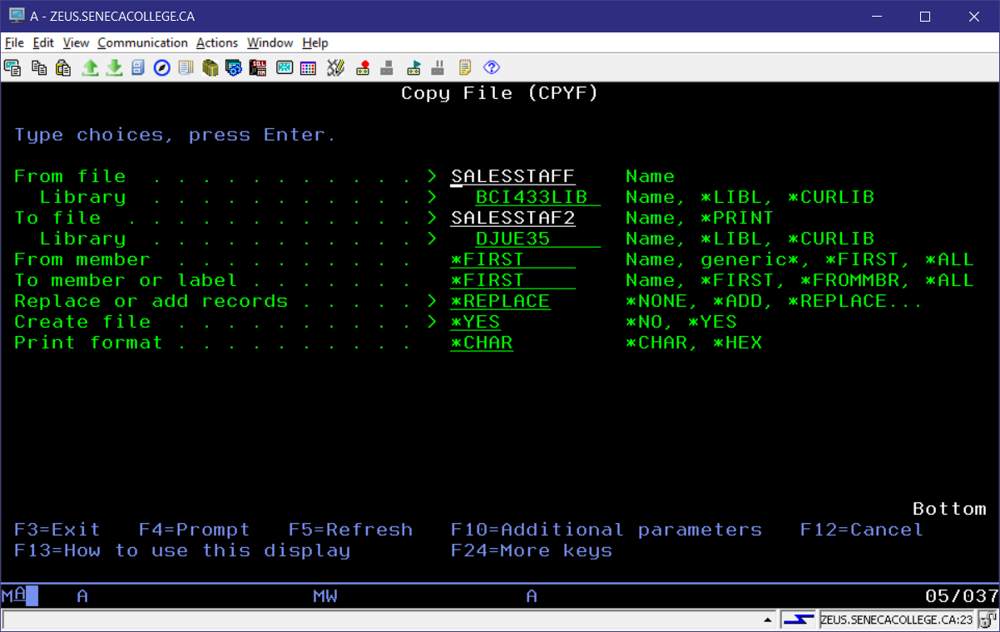 A - ZEUS.SENECACOLLEGE.CA
File Edit View Communication Actions Window Help
Copy File (CPYF)
Type choices, press Enter.
From file . . . . . . . . . . . > SALESSTAFF Name
Library . . . . . . . . . . . > BCI433LIB Name, *LIBL, *CURLIB
To file . . . . . . . . . . . . > SALESSTAF2 Name, *PRINT
Library . . . . . . . . . . . > DJUE35 Name, *LIBL, *CURLIB
From member . . . . . . . . . . *FIRST Name, generic*, *FIRST, *ALL
To member or label . . . . . . . *FIRST Name, *FIRST, *FROMMBR, *ALL
Replace or add records . . . . . > *REPLACE *NONE, *ADD, *REPLACE...
Create file . . . . . . . . . . > *YES *NO, *YES
Print format . . . . . . . . . . *CHAR *CHAR, *HEX
Bottom
F3=Exit F4=Prompt F5=Refresh F10=Additional parameters F12=Cancel
F13=How to use this display F24=More keys
MA A MW A 05/037
ZEUS.SENECACOLLEGE.CA:23